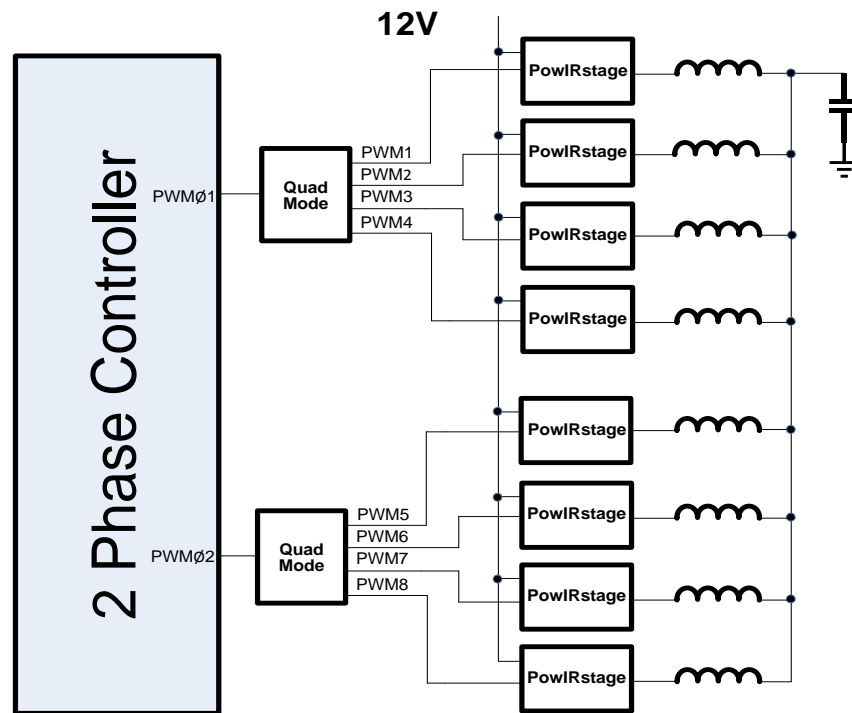 12V
2 Phase Controller
PWMØ1
Quad
Mode
PWM1
PWM2
PWM3
PWM4
PowIRstage
PowIRstage
PowIRstage
PowIRstage
PWMØ2
Quad
Mode
PWM5
PWM6
PWM7
PWM8
PowIRstage
PowIRstage
PowIRstage
PowIRstage